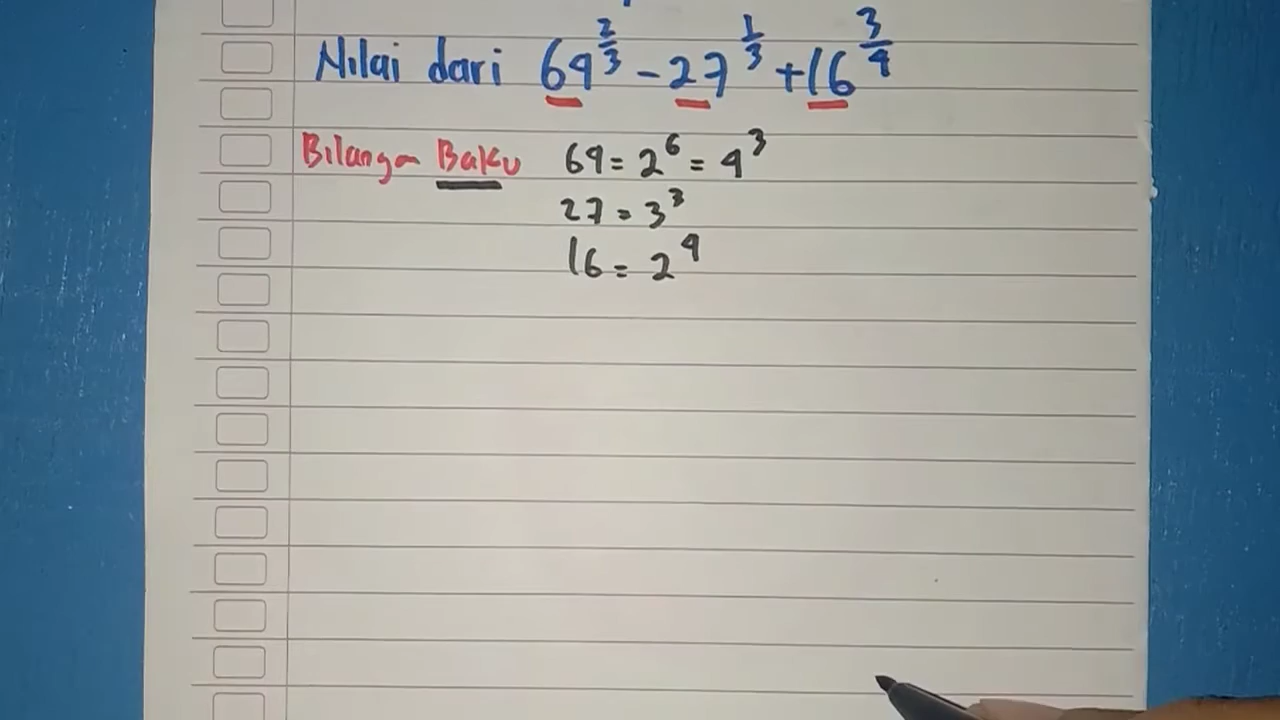 Nilai dari 64^{2/3} - 27^{1/3} + 16^{3/4}
Bilangan Baku 64 = 2^6 = 4^3
27 = 3^3
16 = 2^4